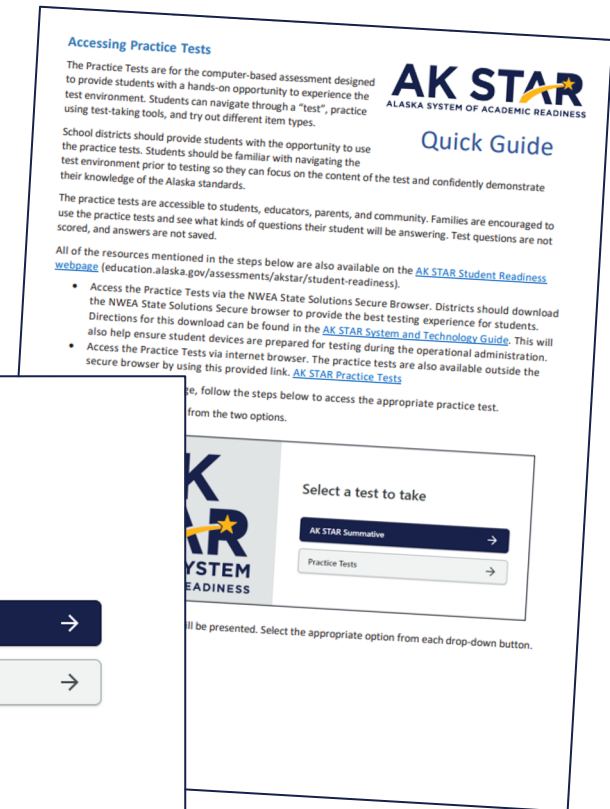 Accessing Practice Tests
The Practice Tests are for the computer-based assessment designed
to provide students with a hands-on opportunity to experience the
test environment. Students can navigate through a “test”, practice
using test-taking tools, and try out different item types.
AK STAR
ALASKA SYSTEM OF ACADEMIC READINESS
Quick Guide
School districts should provide students with the opportunity to use
the practice tests. Students should be familiar with navigating the
test environment prior to testing so they can focus on the content of the test and confidently demonstrate
their knowledge of the Alaska standards.
The practice tests are accessible to students, educators, parents, and community. Families are encouraged to
use the practice tests and see what kinds of questions their student will be answering. Test questions are not
scored, and answers are not saved.
All of the resources mentioned in the steps below are also available on the AK STAR Student Readiness
webpage (education.alaska.gov/assessments/akstar/student-readiness).
• Access the Practice Tests via the NWEA State Solutions Secure Browser. Districts should download
the NWEA State Solutions Secure browser to provide the best testing experience for students.
Directions for this download can be found in the AK STAR System and Technology Guide. This will
also help ensure student devices are prepared for testing during the operational administration.
• Access the Practice Tests via internet browser. The practice tests are also available outside the
secure browser by using this provided link. AK STAR Practice Tests
, follow the steps below to access the appropriate practice test.
from the two options.
K
AR
YSTEM
EADINESS
Select a test to take
AK STAR Summative
Practice Tests
ill be presented. Select the appropriate option from each drop-down button.